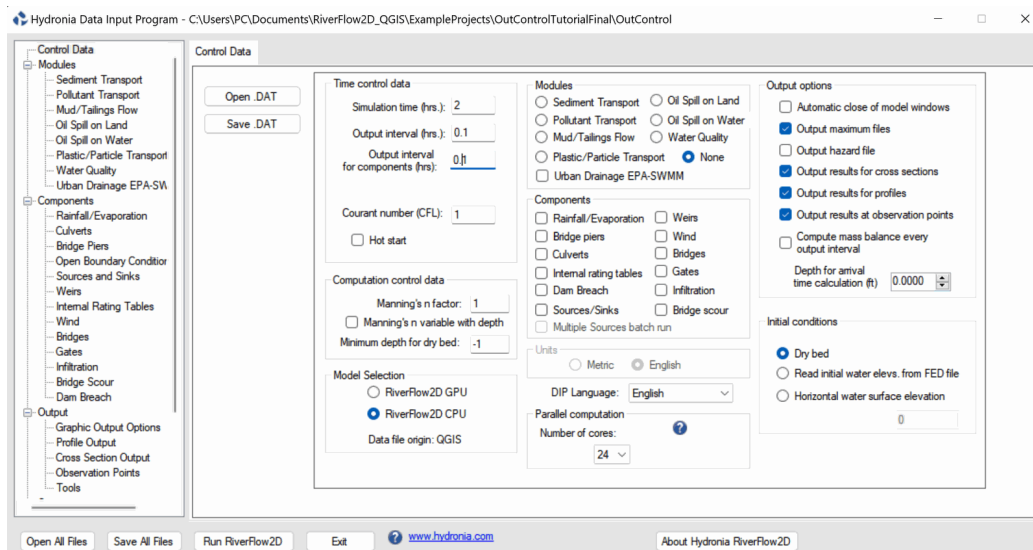 Hydronia Data Input Program - C:\Users\PC\Documents\RiverFlow2D_QGIS\ExampleProjects\OutControlTutorialFinal\OutControl
Control Data
Modules
Sediment Transport
Pollutant Transport
Mud/Tailings Flow
Oil Spill on Land
Oil Spill on Water
Plastic/Particle Transport
Water Quality
Urban Drainage EPA-SW
Components
Rainfall/Evaporation
Culverts
Bridge Piers
Open Boundary Condition
Sources and Sinks
Weirs
Internal Rating Tables
Wind
Bridges
Gates
Infiltration
Bridge Scour
Dam Breach
Output
Graphic Output Options
Profile Output
Cross Section Output
Observation Points
Tools
Control Data
Open .DAT
Save .DAT
Time control data
Simulation time (hrs.): 2
Output interval (hrs.): 0.1
Output interval
for components (hrs): 0.1
Courant number (CFL): 1
Hot start
Computation control data
Manning's n factor: 1
Manning's n variable with depth
Minimum depth for dry bed: -1
Model Selection
RiverFlow2D GPU
RiverFlow2D CPU
Data file origin: QGIS
Modules
Sediment Transport Oil Spill on Land
Pollutant Transport Oil Spill on Water
Mud/Tailings Flow Water Quality
Plastic/Particle Transport None
Urban Drainage EPA-SWMM
Components
Rainfall/Evaporation Weirs
Bridge piers Wind
Culverts Bridges
Internal rating tables Gates
Dam Breach Infiltration
Sources/Sinks Bridge scour
Multiple Sources batch run
Units
Metric English
DIP Language: English
Parallel computation
Number of cores: ?
24
Output options
Automatic close of model windows
Output maximum files
Output hazard file
Output results for cross sections
Output results for profiles
Output results at observation points
Compute mass balance every
output interval
Depth for arrival
time calculation (ft) 0.0000
Initial conditions
Dry bed
Read initial water elevs. from FED file
Horizontal water surface elevation
0
Open All Files Save All Files Run RiverFlow2D Exit ? www.hydronia.com About Hydronia RiverFlow2D